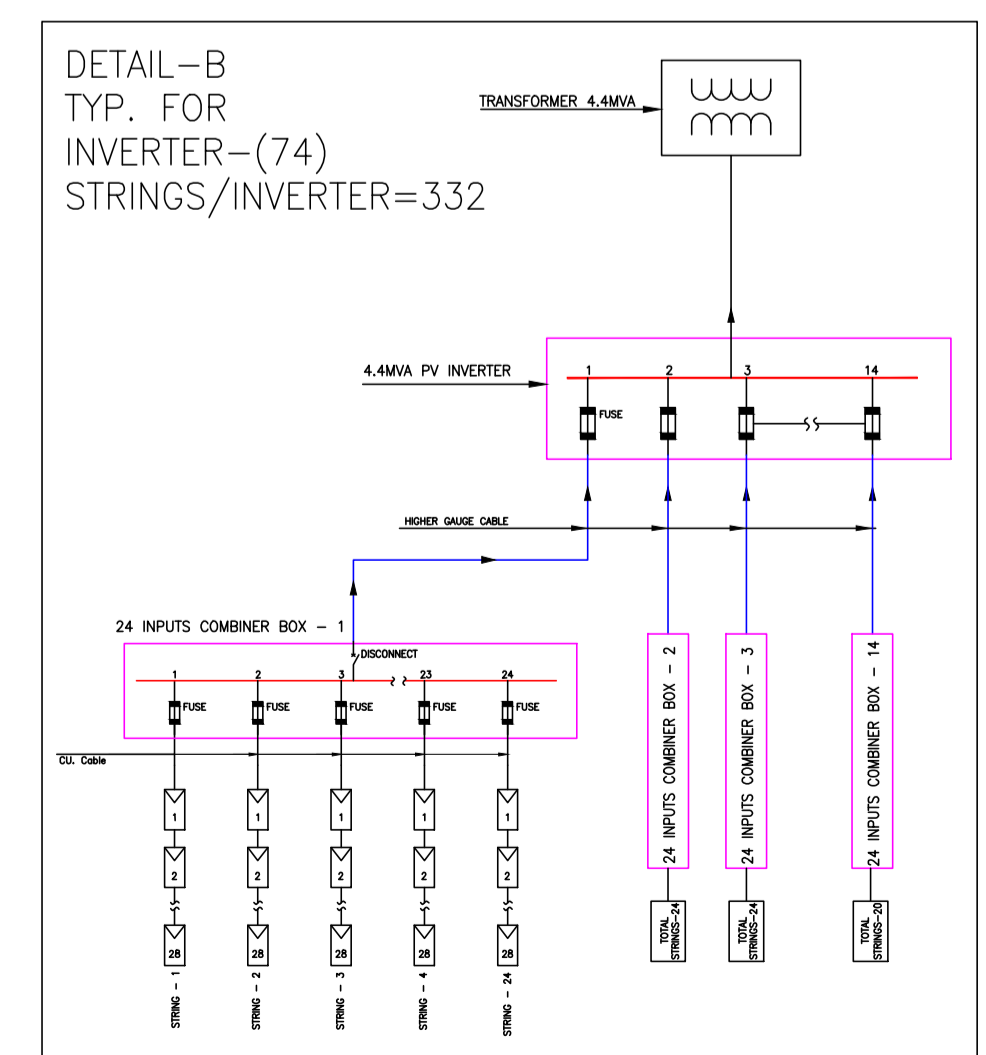 DETAIL-B
TYP. FOR
INVERTER-(74)
STRINGS/INVERTER=332
TRANSFORMER 4.4MVA
4.4MVA PV INVERTER
1 2 3 14
FUSE
HIGHER GAUGE CABLE
24 INPUTS COMBINER BOX - 1
DISCONNECT
1 2 3 23 24
FUSE FUSE FUSE FUSE FUSE
CU. Cable
1 1 1 1 1
2 2 2 2 2
28 28 28 28 28
STRING - 1
STRING - 2
STRING - 3
STRING - 4
STRING - 24
24 INPUTS COMBINER BOX - 2
24 INPUTS COMBINER BOX - 3
24 INPUTS COMBINER BOX - 14
TOTAL
STRINGS-24
TOTAL
STRINGS-24
TOTAL
STRINGS-20